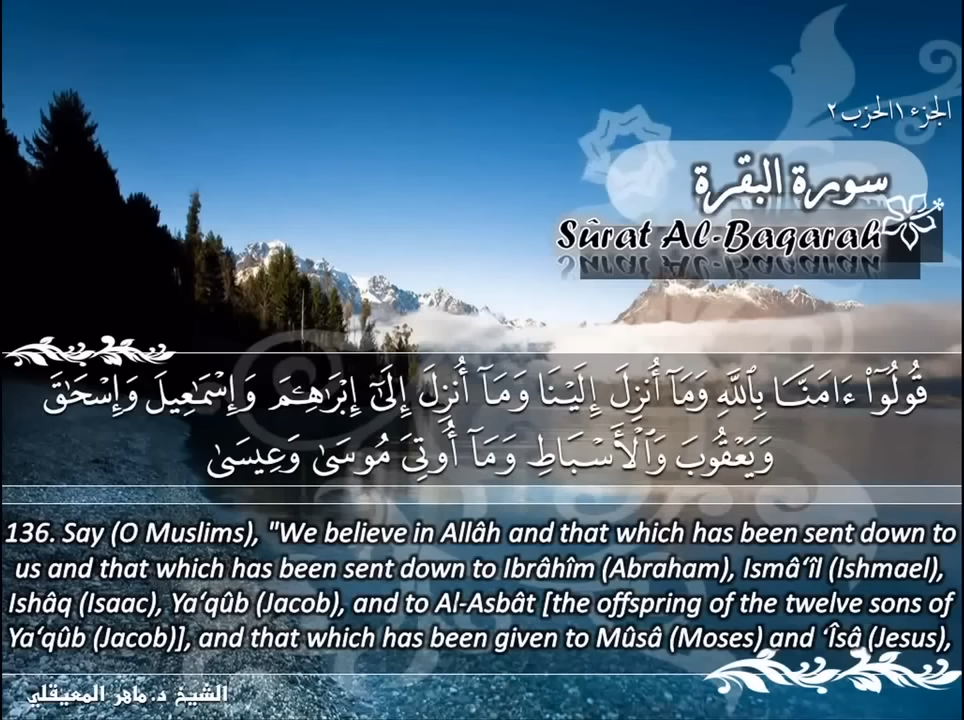 الجزء ١ الحزب ٢
سورة البقرة
Sûrat Al-Baqarah
قُولُوٓا۟ ءَامَنَّا بِٱللَّهِ وَمَآ أُنزِلَ إِلَيْنَا وَمَآ أُنزِلَ إِلَىٰٓ إِبْرَٰهِـۧمَ وَإِسْمَـٰعِيلَ وَإِسْحَـٰقَ
وَيَعْقُوبَ وَٱلْأَسْبَاطِ وَمَآ أُوتِىَ مُوسَىٰ وَعِيسَىٰ
136. Say (O Muslims), "We believe in Allâh and that which has been sent down to
us and that which has been sent down to Ibrâhîm (Abraham), Ismâ‘îl (Ishmael),
Ishâq (Isaac), Ya‘qûb (Jacob), and to Al-Asbât [the offspring of the twelve sons of
Ya‘qûb (Jacob)], and that which has been given to Mûsâ (Moses) and ‘Îsâ (Jesus),
الشيخ د. ماهر المعيقلي